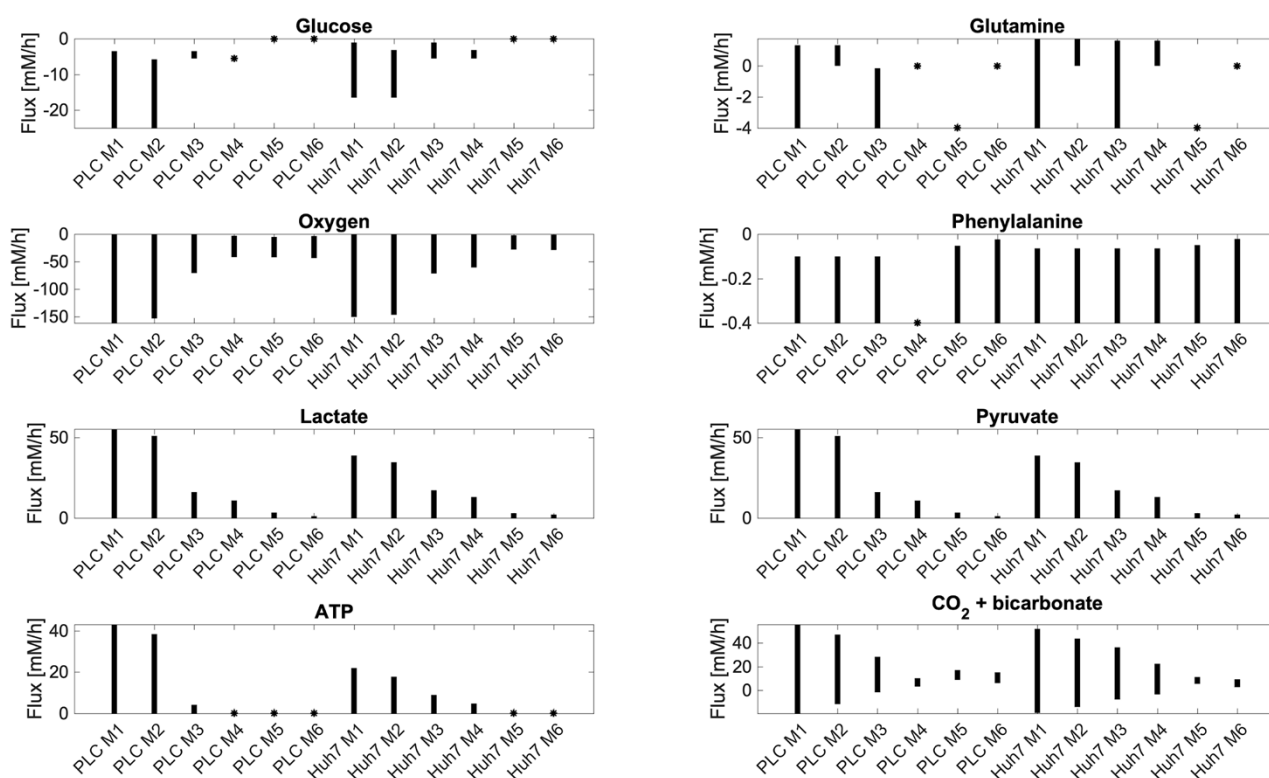 Glucose
Flux [mM/h]
0
-10
-20
PLC M1
PLC M2
PLC M3
PLC M4
PLC M5
PLC M6
Huh7 M1
Huh7 M2
Huh7 M3
Huh7 M4
Huh7 M5
Huh7 M6
Glutamine
Flux [mM/h]
0
-2
-4
PLC M1
PLC M2
PLC M3
PLC M4
PLC M5
PLC M6
Huh7 M1
Huh7 M2
Huh7 M3
Huh7 M4
Huh7 M5
Huh7 M6
Oxygen
Flux [mM/h]
0
-50
-100
-150
PLC M1
PLC M2
PLC M3
PLC M4
PLC M5
PLC M6
Huh7 M1
Huh7 M2
Huh7 M3
Huh7 M4
Huh7 M5
Huh7 M6
Phenylalanine
Flux [mM/h]
0
-0.2
-0.4
PLC M1
PLC M2
PLC M3
PLC M4
PLC M5
PLC M6
Huh7 M1
Huh7 M2
Huh7 M3
Huh7 M4
Huh7 M5
Huh7 M6
Lactate
Flux [mM/h]
50
0
PLC M1
PLC M2
PLC M3
PLC M4
PLC M5
PLC M6
Huh7 M1
Huh7 M2
Huh7 M3
Huh7 M4
Huh7 M5
Huh7 M6
Pyruvate
Flux [mM/h]
50
0
PLC M1
PLC M2
PLC M3
PLC M4
PLC M5
PLC M6
Huh7 M1
Huh7 M2
Huh7 M3
Huh7 M4
Huh7 M5
Huh7 M6
ATP
Flux [mM/h]
40
20
0
PLC M1
PLC M2
PLC M3
PLC M4
PLC M5
PLC M6
Huh7 M1
Huh7 M2
Huh7 M3
Huh7 M4
Huh7 M5
Huh7 M6
CO₂ + bicarbonate
Flux [mM/h]
40
20
0
PLC M1
PLC M2
PLC M3
PLC M4
PLC M5
PLC M6
Huh7 M1
Huh7 M2
Huh7 M3
Huh7 M4
Huh7 M5
Huh7 M6